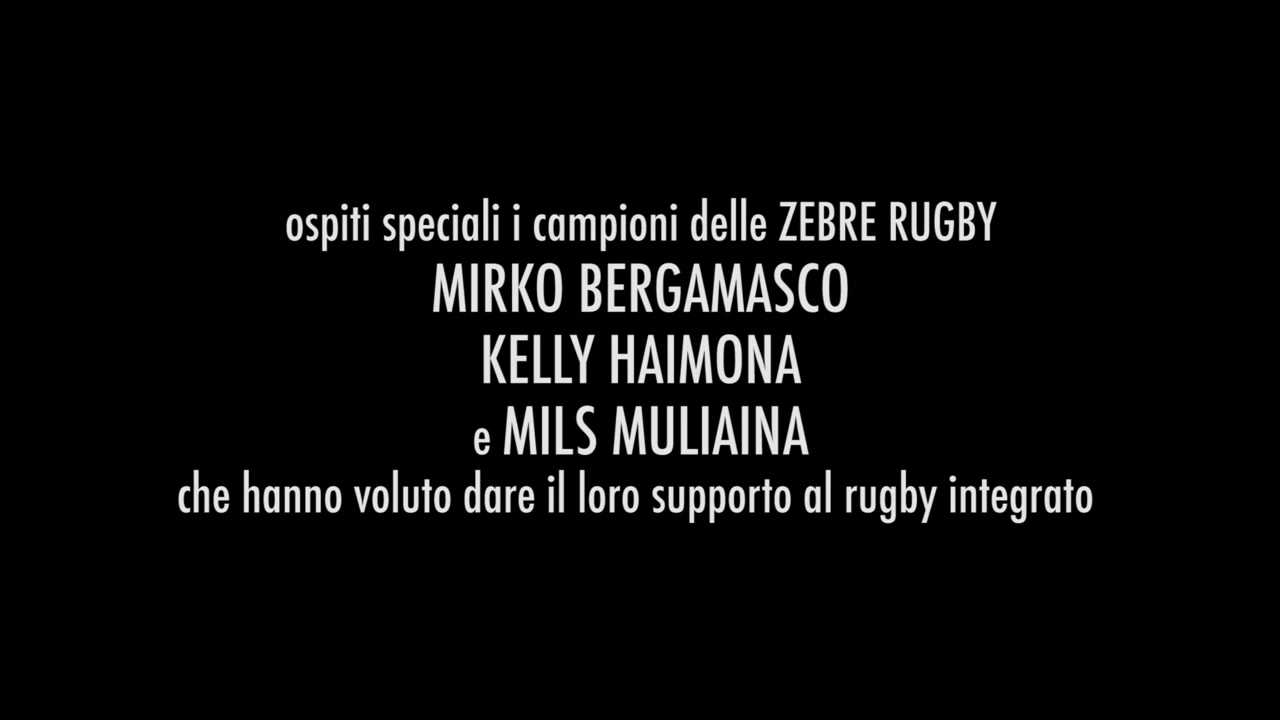 ospiti speciali i campioni delle ZEBRE RUGBY
MIRKO BERGAMASCO
KELLY HAIMONA
e MILS MULIAINA
che hanno voluto dare il loro supporto al rugby integrato